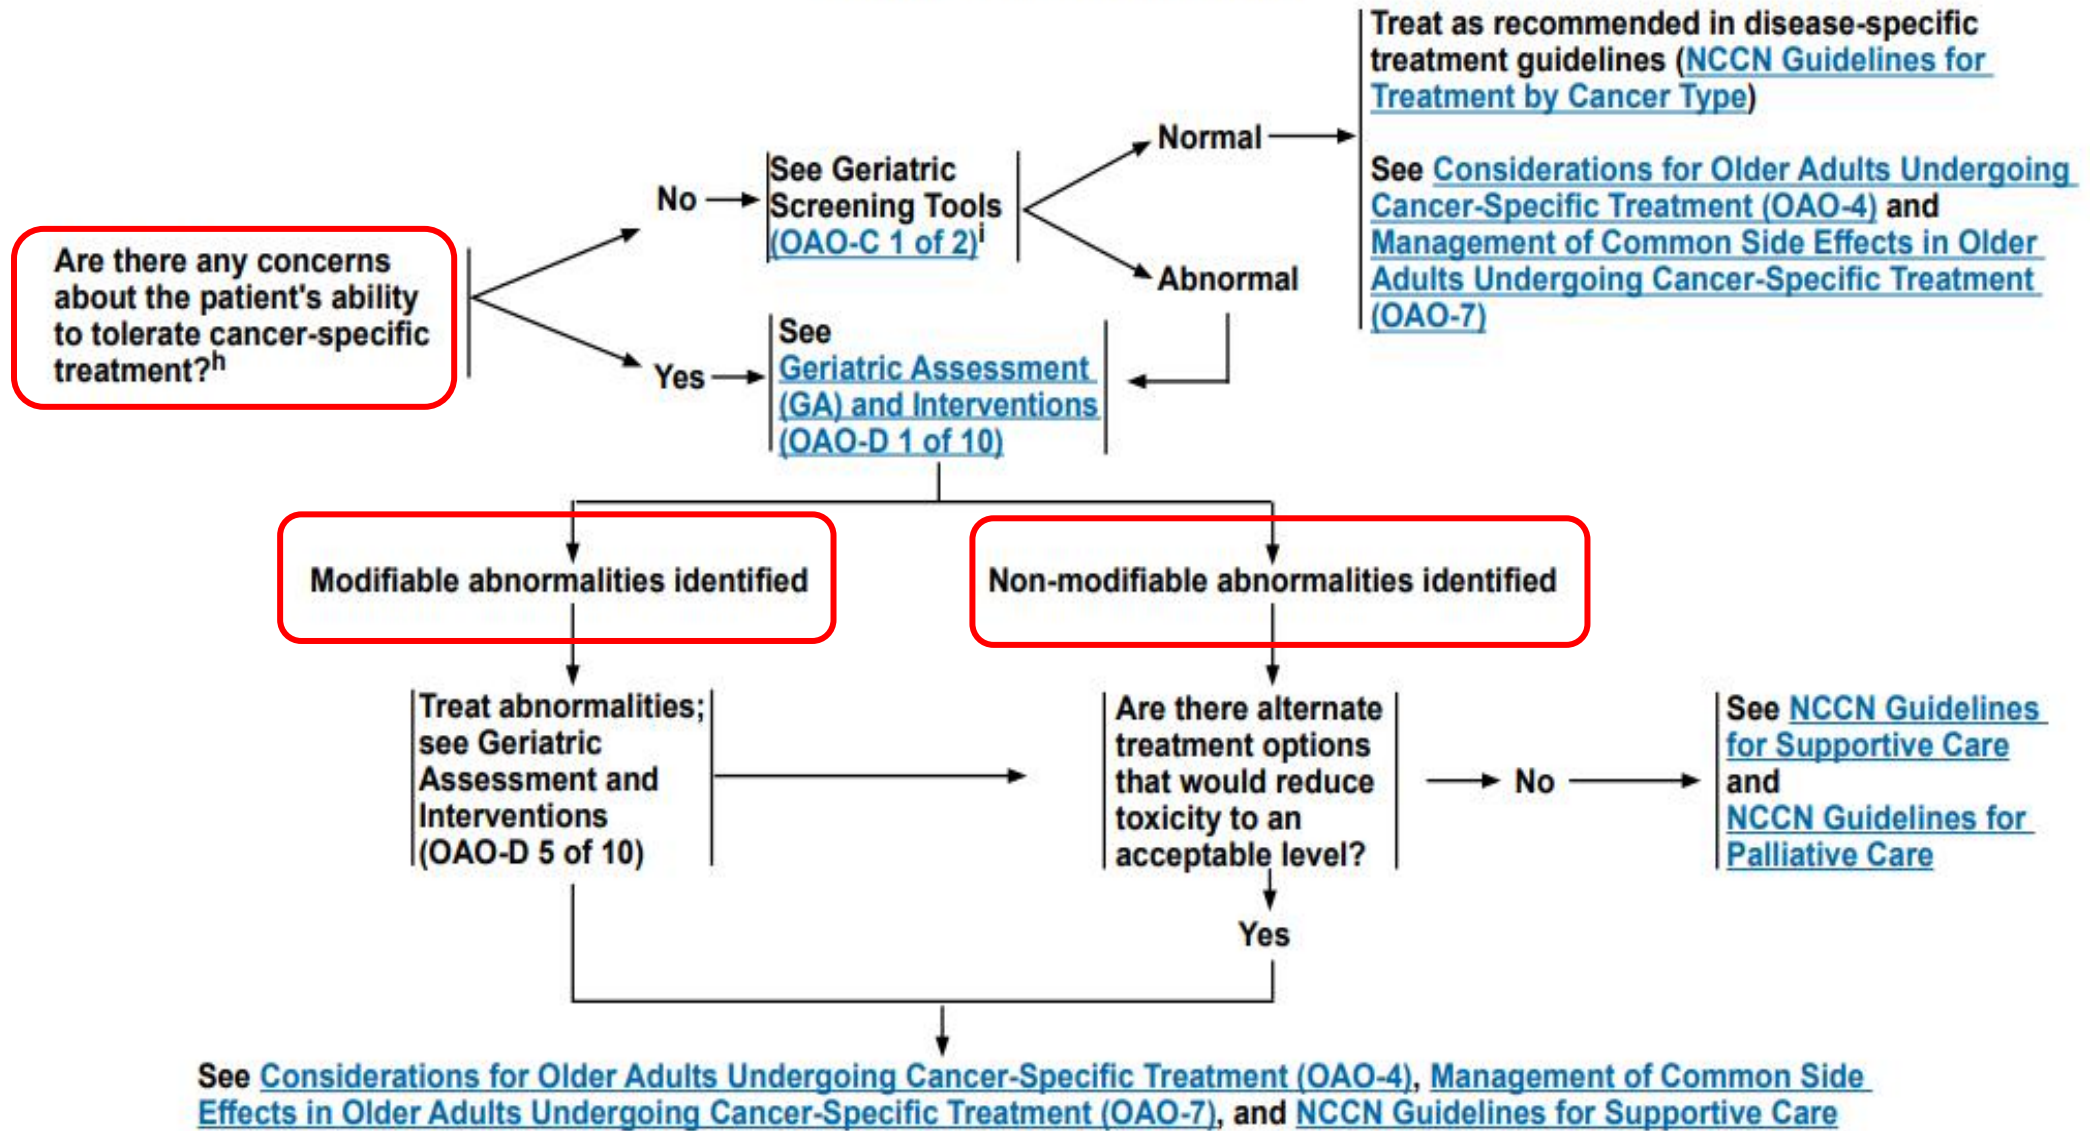 Treat as recommended in disease-specific
treatment guidelines (NCCN Guidelines for
Treatment by Cancer Type)
See Considerations for Older Adults Undergoing
Cancer-Specific Treatment (OAO-4) and
Management of Common Side Effects in Older
Adults Undergoing Cancer-Specific Treatment
(OAO-7)
Normal
See Geriatric
Screening Tools
(OAO-C 1 of 2)i
No
Abnormal
Are there any concerns
about the patient's ability
to tolerate cancer-specific
treatment?h
Yes
See
Geriatric Assessment
(GA) and Interventions
(OAO-D 1 of 10)
Modifiable abnormalities identified
Non-modifiable abnormalities identified
Treat abnormalities;
see Geriatric
Assessment and
Interventions
(OAO-D 5 of 10)
Are there alternate
treatment options
that would reduce
toxicity to an
acceptable level?
No
See NCCN Guidelines
for Supportive Care
and
NCCN Guidelines for
Palliative Care
Yes
See Considerations for Older Adults Undergoing Cancer-Specific Treatment (OAO-4), Management of Common Side
Effects in Older Adults Undergoing Cancer-Specific Treatment (OAO-7), and NCCN Guidelines for Supportive Care